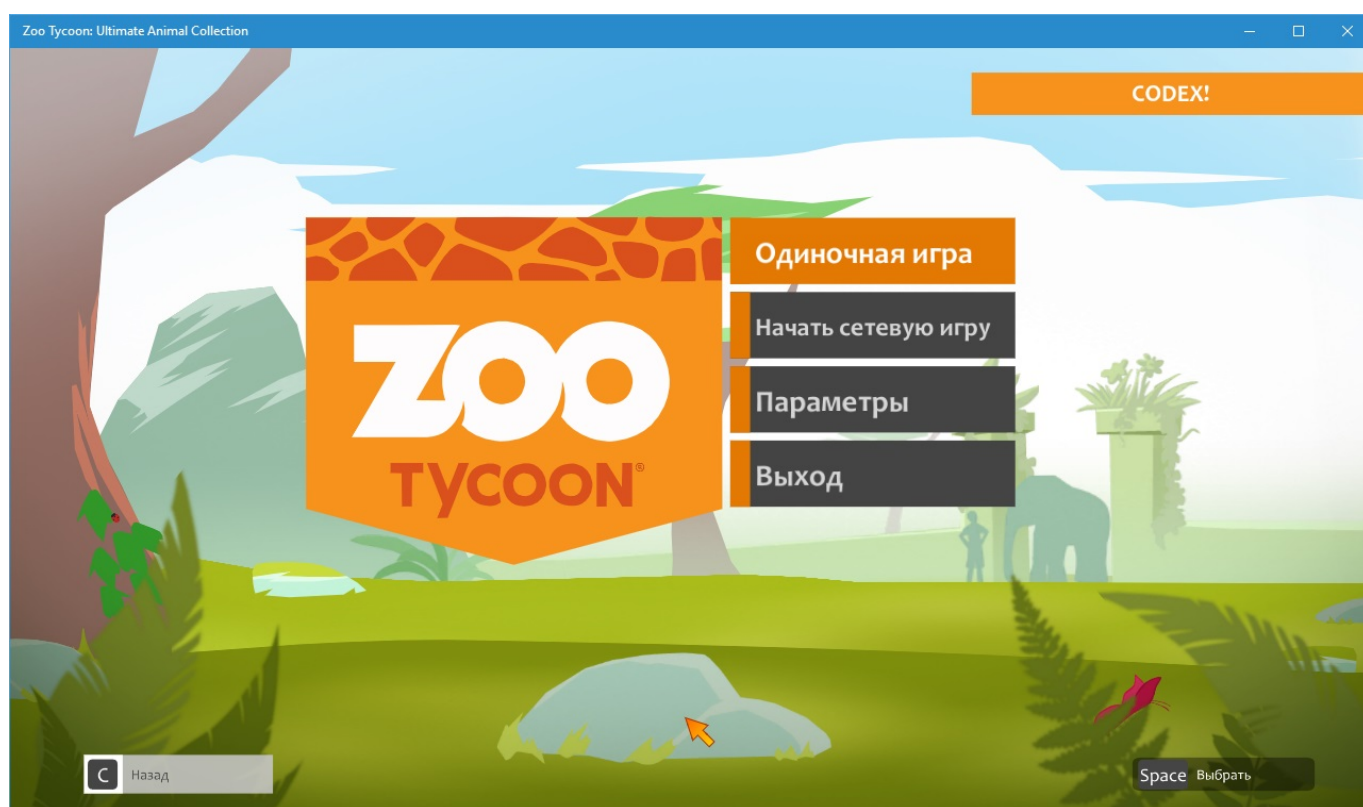 Zoo Tycoon: Ultimate Animal Collection
CODEX!
ZOO
TYCOON®
Одиночная игра
Начать сетевую игру
Параметры
Выход
C Назад
Space Выбрать